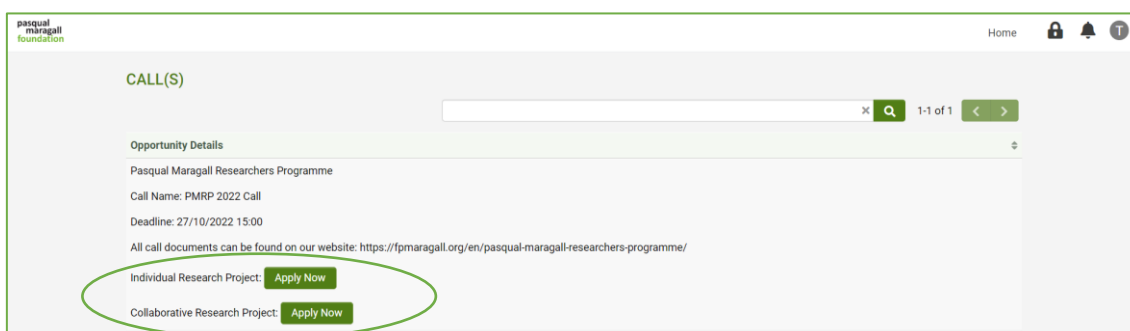 pasqual
maragall
foundation
Home
T
CALL(S)
× 1-1 of 1 < >
Opportunity Details
Pasqual Maragall Researchers Programme
Call Name: PMRP 2022 Call
Deadline: 27/10/2022 15:00
All call documents can be found on our website: https://fpmaragall.org/en/pasqual-maragall-researchers-programme/
Individual Research Project: Apply Now
Collaborative Research Project: Apply Now